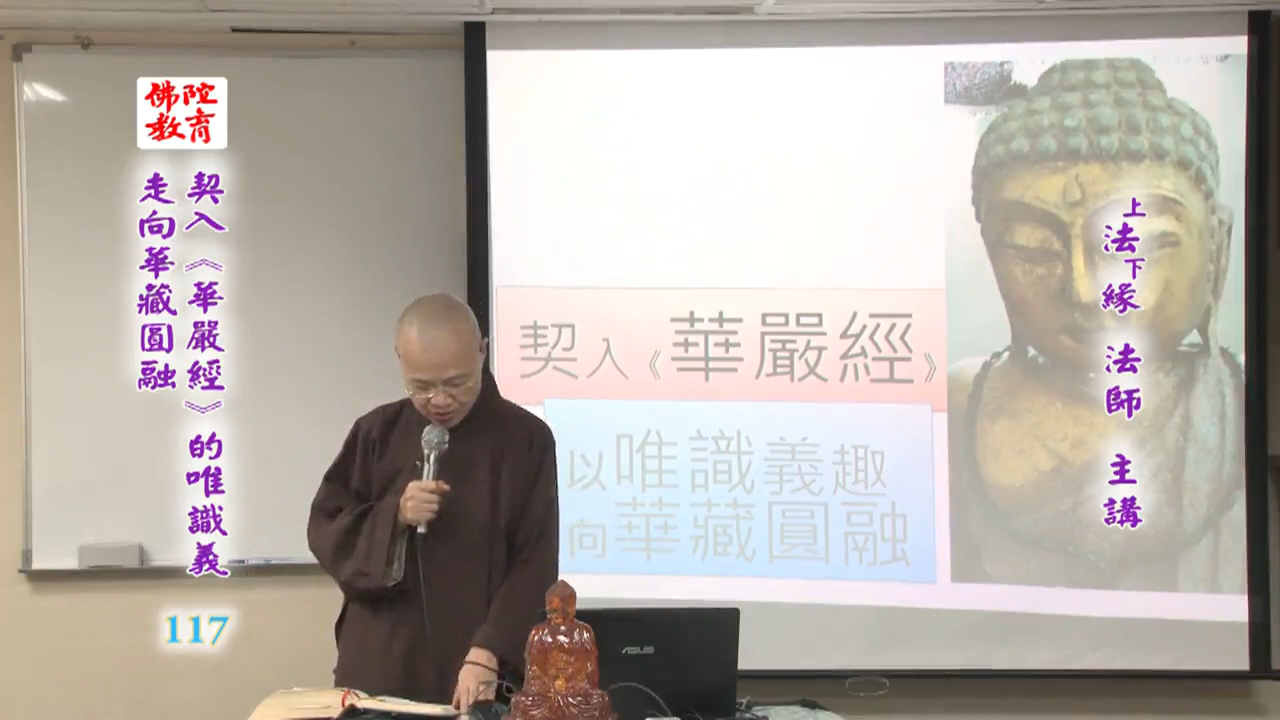 佛陀
教育
契入《華嚴經》的唯識義
走向華藏圓融
117
契入《華嚴經》
以唯識義趣
向華藏圓融
上法下緣 法師 主講
ASUS